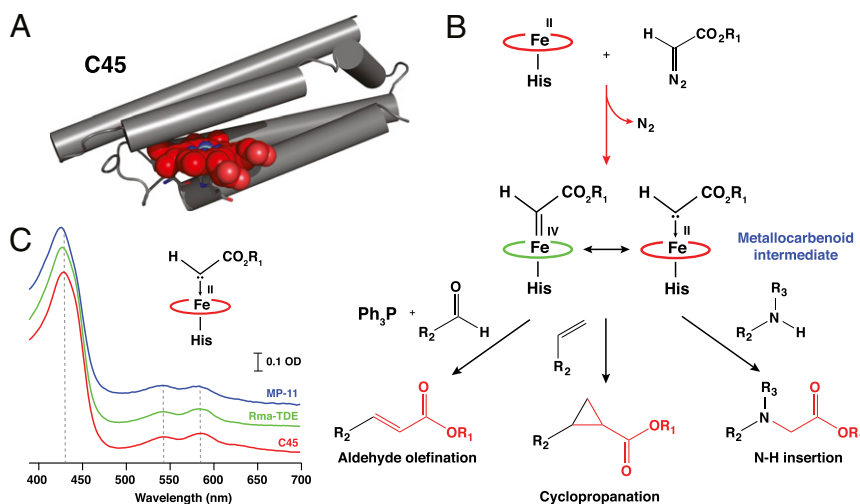 A
C45
B
II
Fe
His
+
H
CO₂R₁
N₂
N₂
H
CO₂R₁
IV
Fe
His
H
CO₂R₁
II
Fe
His
Metallocarbenoid
intermediate
Ph₃P
+
O
R₂
H
R₂
R₃
N
R₂
H
O
R₂
OR₁
Aldehyde olefination
R₂
OR₁
O
Cyclopropanation
R₃
N
R₂
O
N-H insertion
C
H
CO₂R₁
II
Fe
His
0.1 OD
MP-11
Rma-TDE
C45
400
450
500
550
600
650
700
Wavelength (nm)